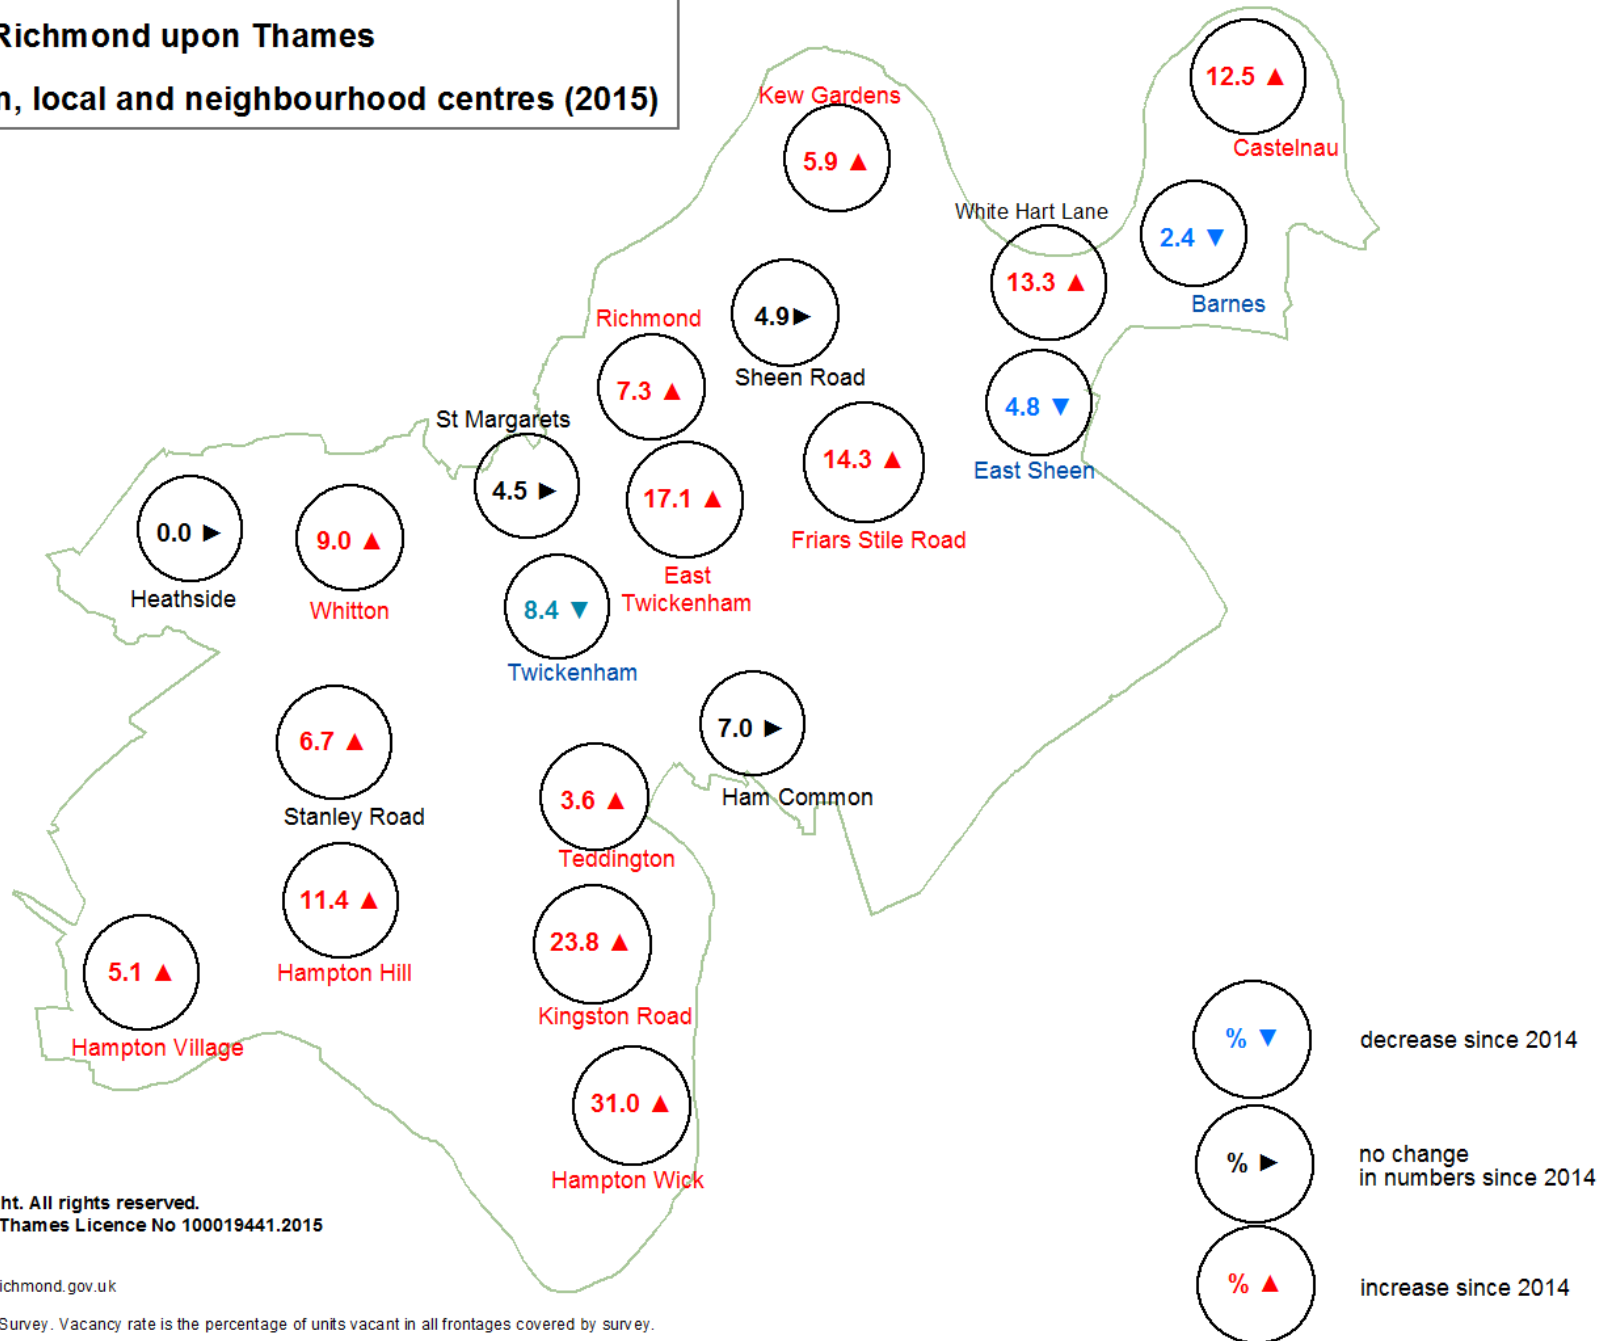 Richmond upon Thames
n, local and neighbourhood centres (2015)
12.5 ▲
Castelnau
Kew Gardens
5.9 ▲
White Hart Lane
13.3 ▲
2.4 ▼
Barnes
Richmond
7.3 ▲
4.9►
Sheen Road
4.8 ▼
East Sheen
St Margarets
4.5 ►
17.1 ▲
East
Twickenham
14.3 ▲
Friars Stile Road
0.0 ►
Heathside
9.0 ▲
Whitton
8.4 ▼
Twickenham
7.0 ►
Ham Common
6.7 ▲
Stanley Road
3.6 ▲
Teddington
11.4 ▲
Hampton Hill
23.8 ▲
Kingston Road
5.1 ▲
Hampton Village
31.0 ▲
Hampton Wick
% ▼ decrease since 2014
% ► no change
in numbers since 2014
% ▲ increase since 2014
ht. All rights reserved.
Thames Licence No 100019441.2015
ichmond.gov.uk
Survey. Vacancy rate is the percentage of units vacant in all frontages covered by survey.